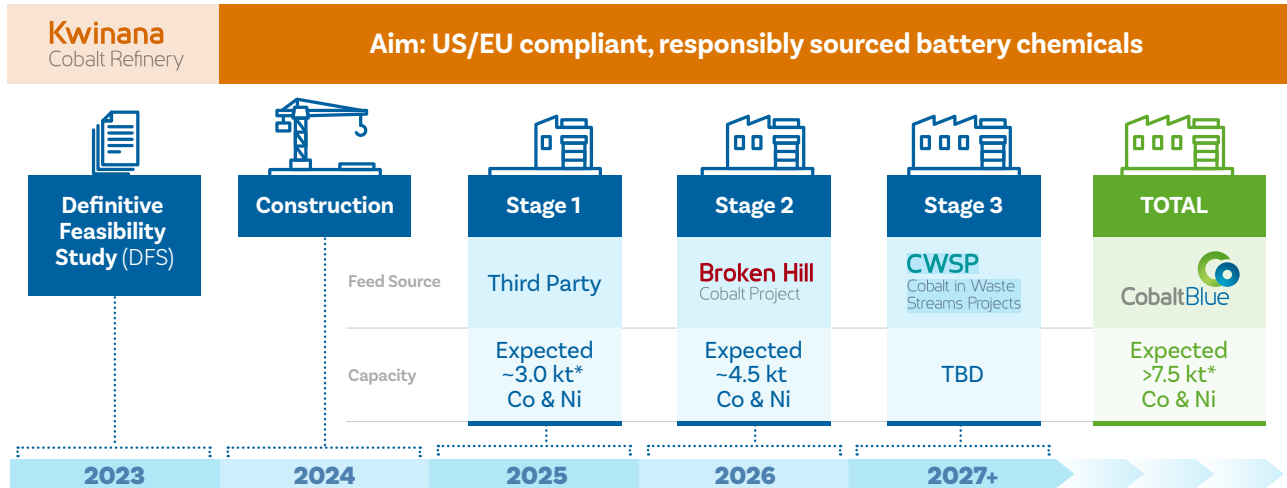 Kwinana
Cobalt Refinery
Aim: US/EU compliant, responsibly sourced battery chemicals
Definitive
Feasibility
Study (DFS)
Construction
Stage 1
Stage 2
Stage 3
TOTAL
Feed Source
Third Party
Broken Hill
Cobalt Project
CWSP
Cobalt in Waste
Streams Projects
CobaltBlue
Capacity
Expected
~3.0 kt*
Co & Ni
Expected
~4.5 kt
Co & Ni
TBD
Expected
>7.5 kt*
Co & Ni
2023
2024
2025
2026
2027+